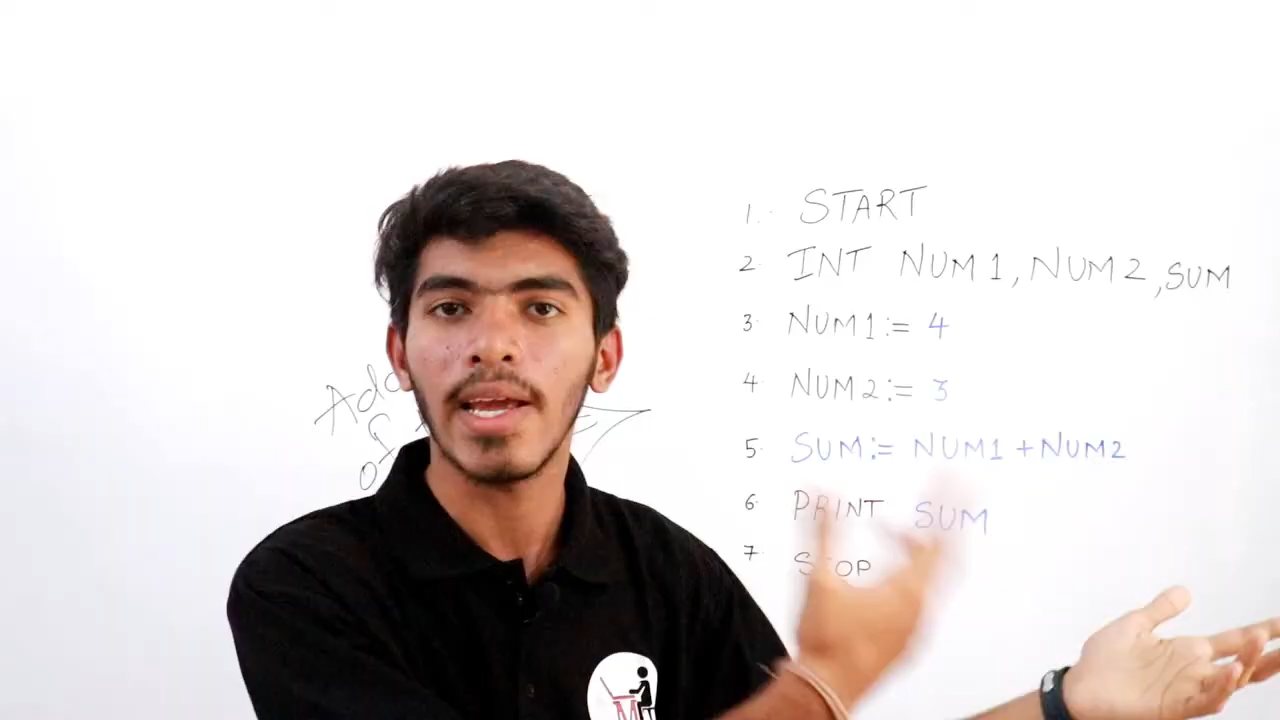 1. START
2. INT NUM1, NUM2, SUM
3. NUM1:= 4
4. NUM2:= 3
5. SUM:= NUM1 + NUM2
6. PRINT SUM
7. STOP
of
M